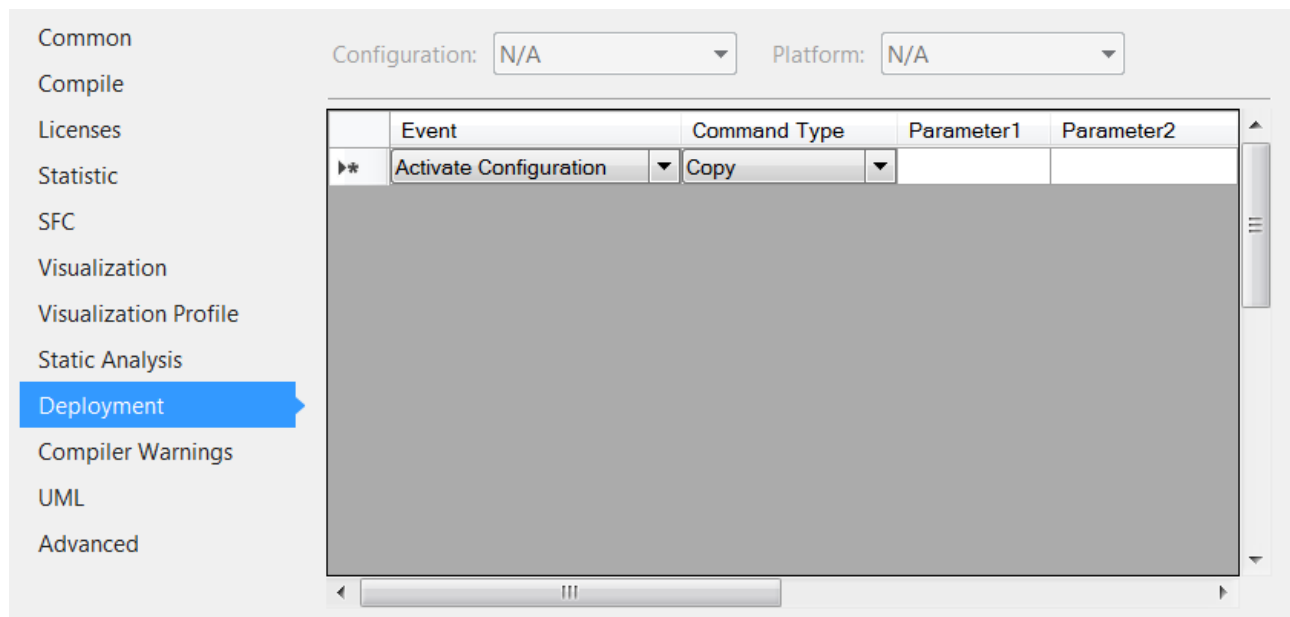 Common
Compile
Licenses
Statistic
SFC
Visualization
Visualization Profile
Static Analysis
Deployment
Compiler Warnings
UML
Advanced
Configuration: N/A Platform: N/A
Event Command Type Parameter1 Parameter2
Activate Configuration Copy